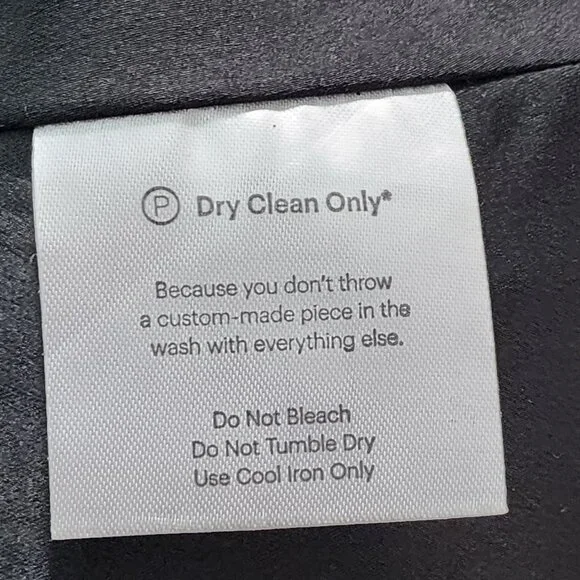 Ⓟ Dry Clean Only*
Because you don't throw
a custom-made piece in the
wash with everything else.
Do Not Bleach
Do Not Tumble Dry
Use Cool Iron Only